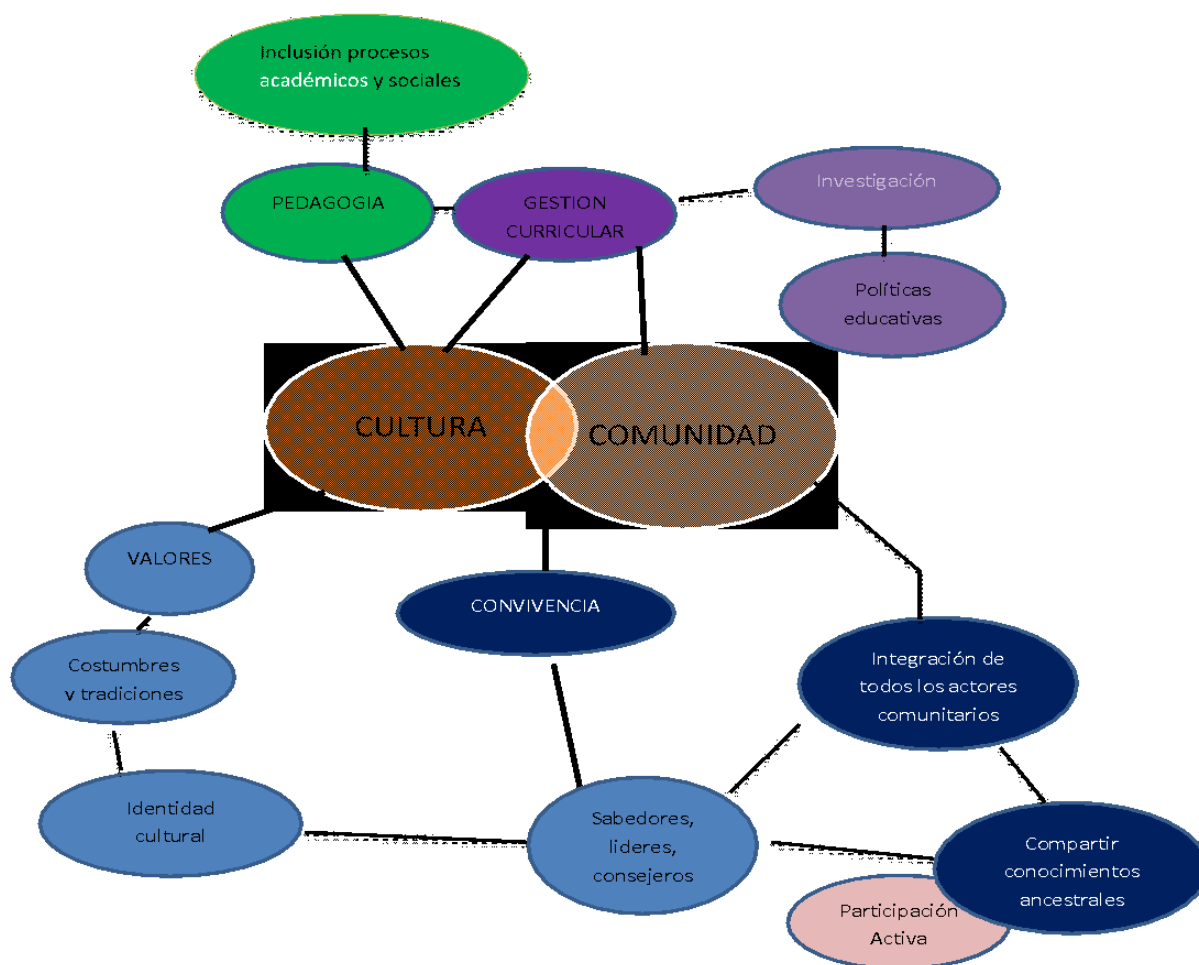 Inclusión procesos
académicos y sociales
PEDAGOGIA
GESTION
CURRICULAR
Investigación
Políticas
educativas
CULTURA
COMUNIDAD
VALORES
CONVIVENCIA
Costumbres
y tradiciones
Integración de
todos los actores
comunitarios
Identidad
cultural
Sabedores,
lideres,
consejeros
Compartir
conocimientos
ancestrales
Participación
Activa